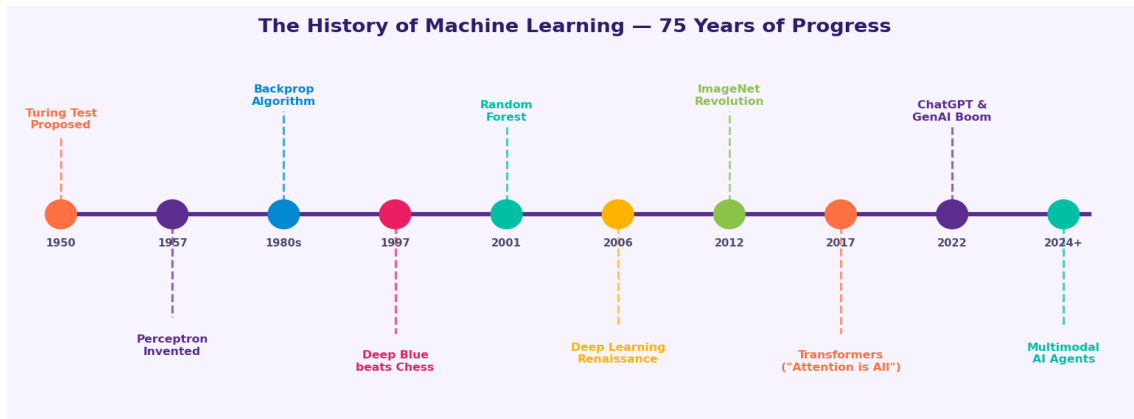 The History of Machine Learning — 75 Years of Progress
Turing Test
Proposed
Backprop
Algorithm
Random
Forest
ImageNet
Revolution
ChatGPT &
GenAI Boom
1950
1957
1980s
1997
2001
2006
2012
2017
2022
2024+
Perceptron
Invented
Deep Blue
beats Chess
Deep Learning
Renaissance
Transformers
("Attention is All")
Multimodal
AI Agents